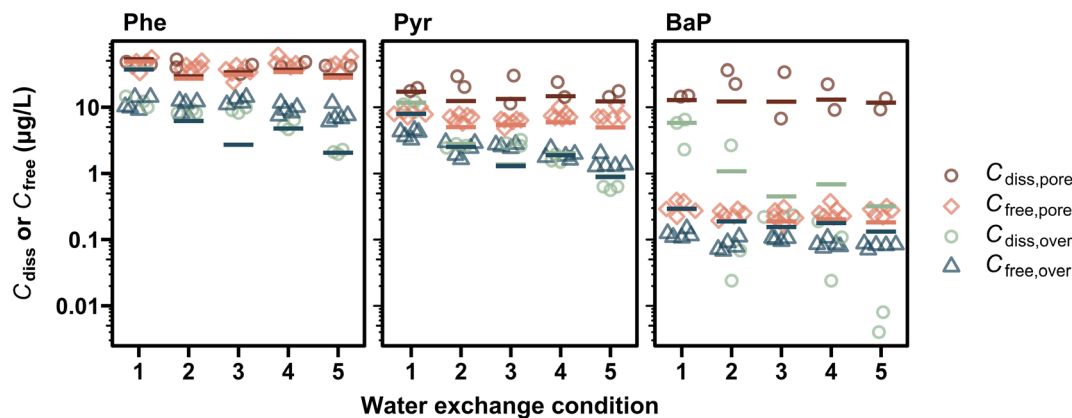 Phe Pyr BaP
C_diss or C_free (µg/L)
10
1
0.1
0.01
1 2 3 4 5 1 2 3 4 5 1 2 3 4 5
Water exchange condition
C_diss,pore
C_free,pore
C_diss,over
C_free,over